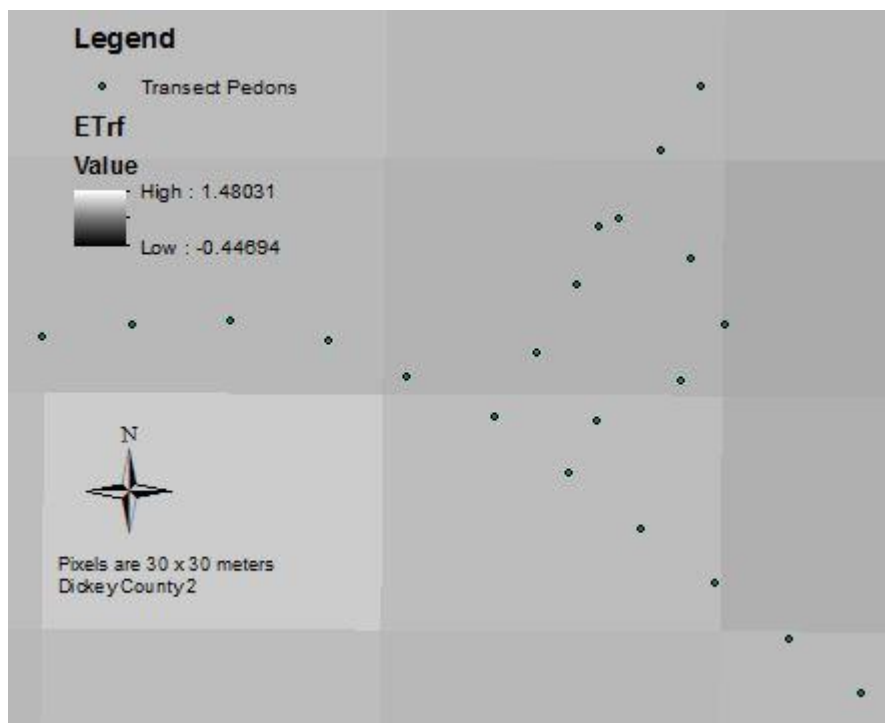 Legend
Transect Pedons
ETrf
Value
High : 1.48031
Low : -0.44694
N
Pixels are 30 x 30 meters
Dickey County 2